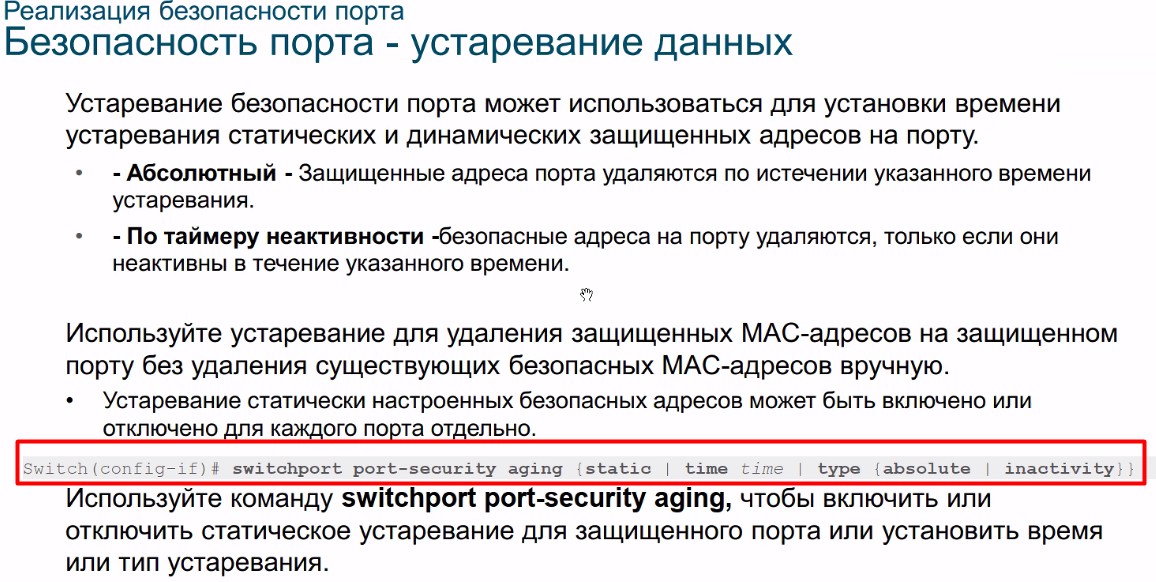 Реализация безопасности порта
Безопасность порта - устаревание данных
Устаревание безопасности порта может использоваться для установки времени
устаревания статических и динамических защищенных адресов на порту.
• - Абсолютный - Защищенные адреса порта удаляются по истечении указанного времени
устаревания.
• - По таймеру неактивности -безопасные адреса на порту удаляются, только если они
неактивны в течение указанного времени.
Используйте устаревание для удаления защищенных MAC-адресов на защищенном
порту без удаления существующих безопасных MAC-адресов вручную.
• Устаревание статически настроенных безопасных адресов может быть включено или
отключено для каждого порта отдельно.
Switch(config-if)# switchport port-security aging {static | time time | type {absolute | inactivity}}
Используйте команду switchport port-security aging, чтобы включить или
отключить статическое устаревание для защищенного порта или установить время
или тип устаревания.